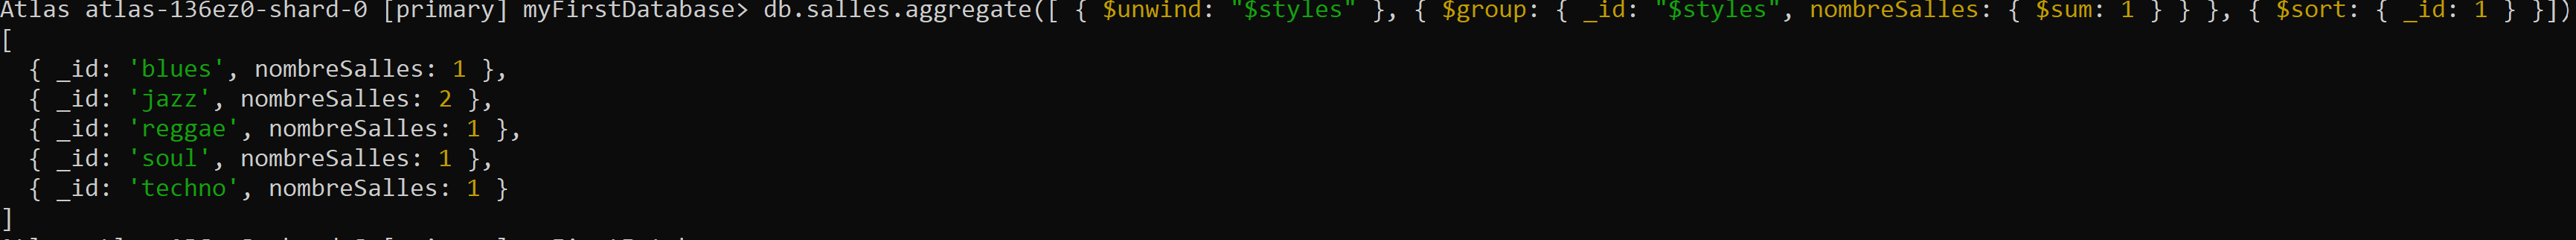 Atlas atlas-136ez0-shard-0 [primary] myFirstDatabase> db.salles.aggregate([ { $unwind: "$styles" }, { $group: { _id: "$styles", nombreSalles: { $sum: 1 } } }, { $sort: { _id: 1 } }])
[
  { _id: 'blues', nombreSalles: 1 },
  { _id: 'jazz', nombreSalles: 2 },
  { _id: 'reggae', nombreSalles: 1 },
  { _id: 'soul', nombreSalles: 1 },
  { _id: 'techno', nombreSalles: 1 }
]